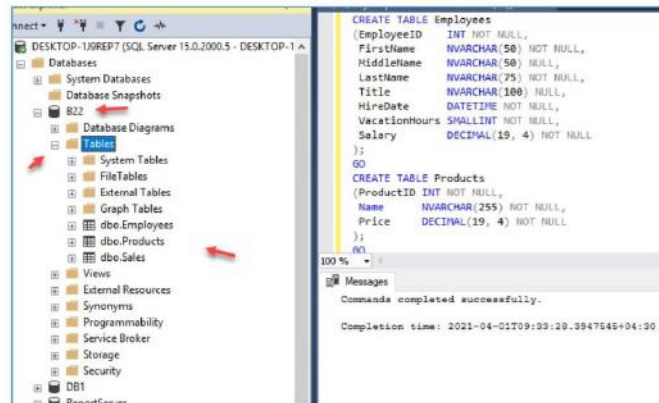 nnect
DESKTOP-1J9REP7 (SQL Server 15.0.2000.5 - DESKTOP-1
Databases
System Databases
Database Snapshots
B22
Database Diagrams
Tables
System Tables
FileTables
External Tables
Graph Tables
dbo.Employees
dbo.Products
dbo.Sales
Views
External Resources
Synonyms
Programmability
Service Broker
Storage
Security
DB1
ReportServer
CREATE TABLE Employees
(EmployeeID INT NOT NULL,
FirstName NVARCHAR(50) NOT NULL,
MiddleName NVARCHAR(50) NULL,
LastName NVARCHAR(75) NOT NULL,
Title NVARCHAR(100) NULL,
HireDate DATETIME NOT NULL,
VacationHours SMALLINT NOT NULL,
Salary DECIMAL(19, 4) NOT NULL
);
GO
CREATE TABLE Products
(ProductID INT NOT NULL,
Name NVARCHAR(255) NOT NULL,
Price DECIMAL(19, 4) NOT NULL
);
GO
100 %
Messages
Commands completed successfully.
Completion time: 2021-04-01T09:33:28.3947545+04:30